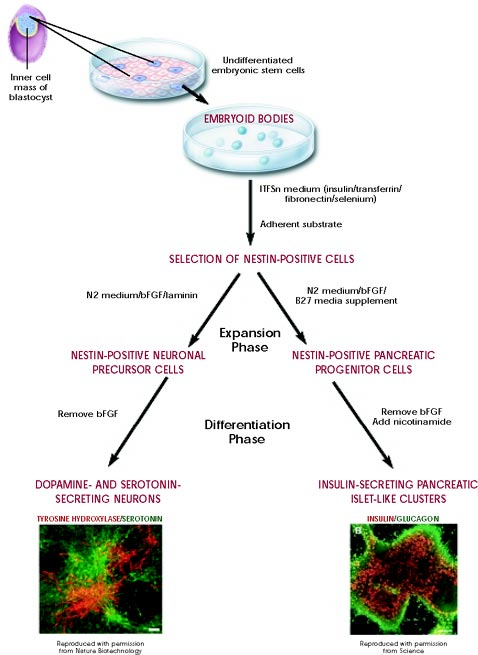 Inner cell
mass of
blastocyst
Undifferentiated
embryonic stem cells
EMBRYOID BODIES
ITFSn medium (insulin/transferrin/
fibronectin/selenium)
Adherent substrate
SELECTION OF NESTIN-POSITIVE CELLS
N2 medium/bFGF/laminin
N2 medium/bFGF/
B27 media supplement
Expansion
Phase
NESTIN-POSITIVE NEURONAL
PRECURSOR CELLS
NESTIN-POSITIVE PANCREATIC
PROGENITOR CELLS
Remove bFGF
Remove bFGF
Add nicotinamide
Differentiation
Phase
DOPAMINE- AND SEROTONIN-
SECRETING NEURONS
INSULIN-SECRETING PANCREATIC
ISLET-LIKE CLUSTERS
TYROSINE HYDROXYLASE/SEROTONIN
INSULIN/GLUCAGON
B
Reproduced with permission
from Nature Biotechnology
Reproduced with permission
from Science